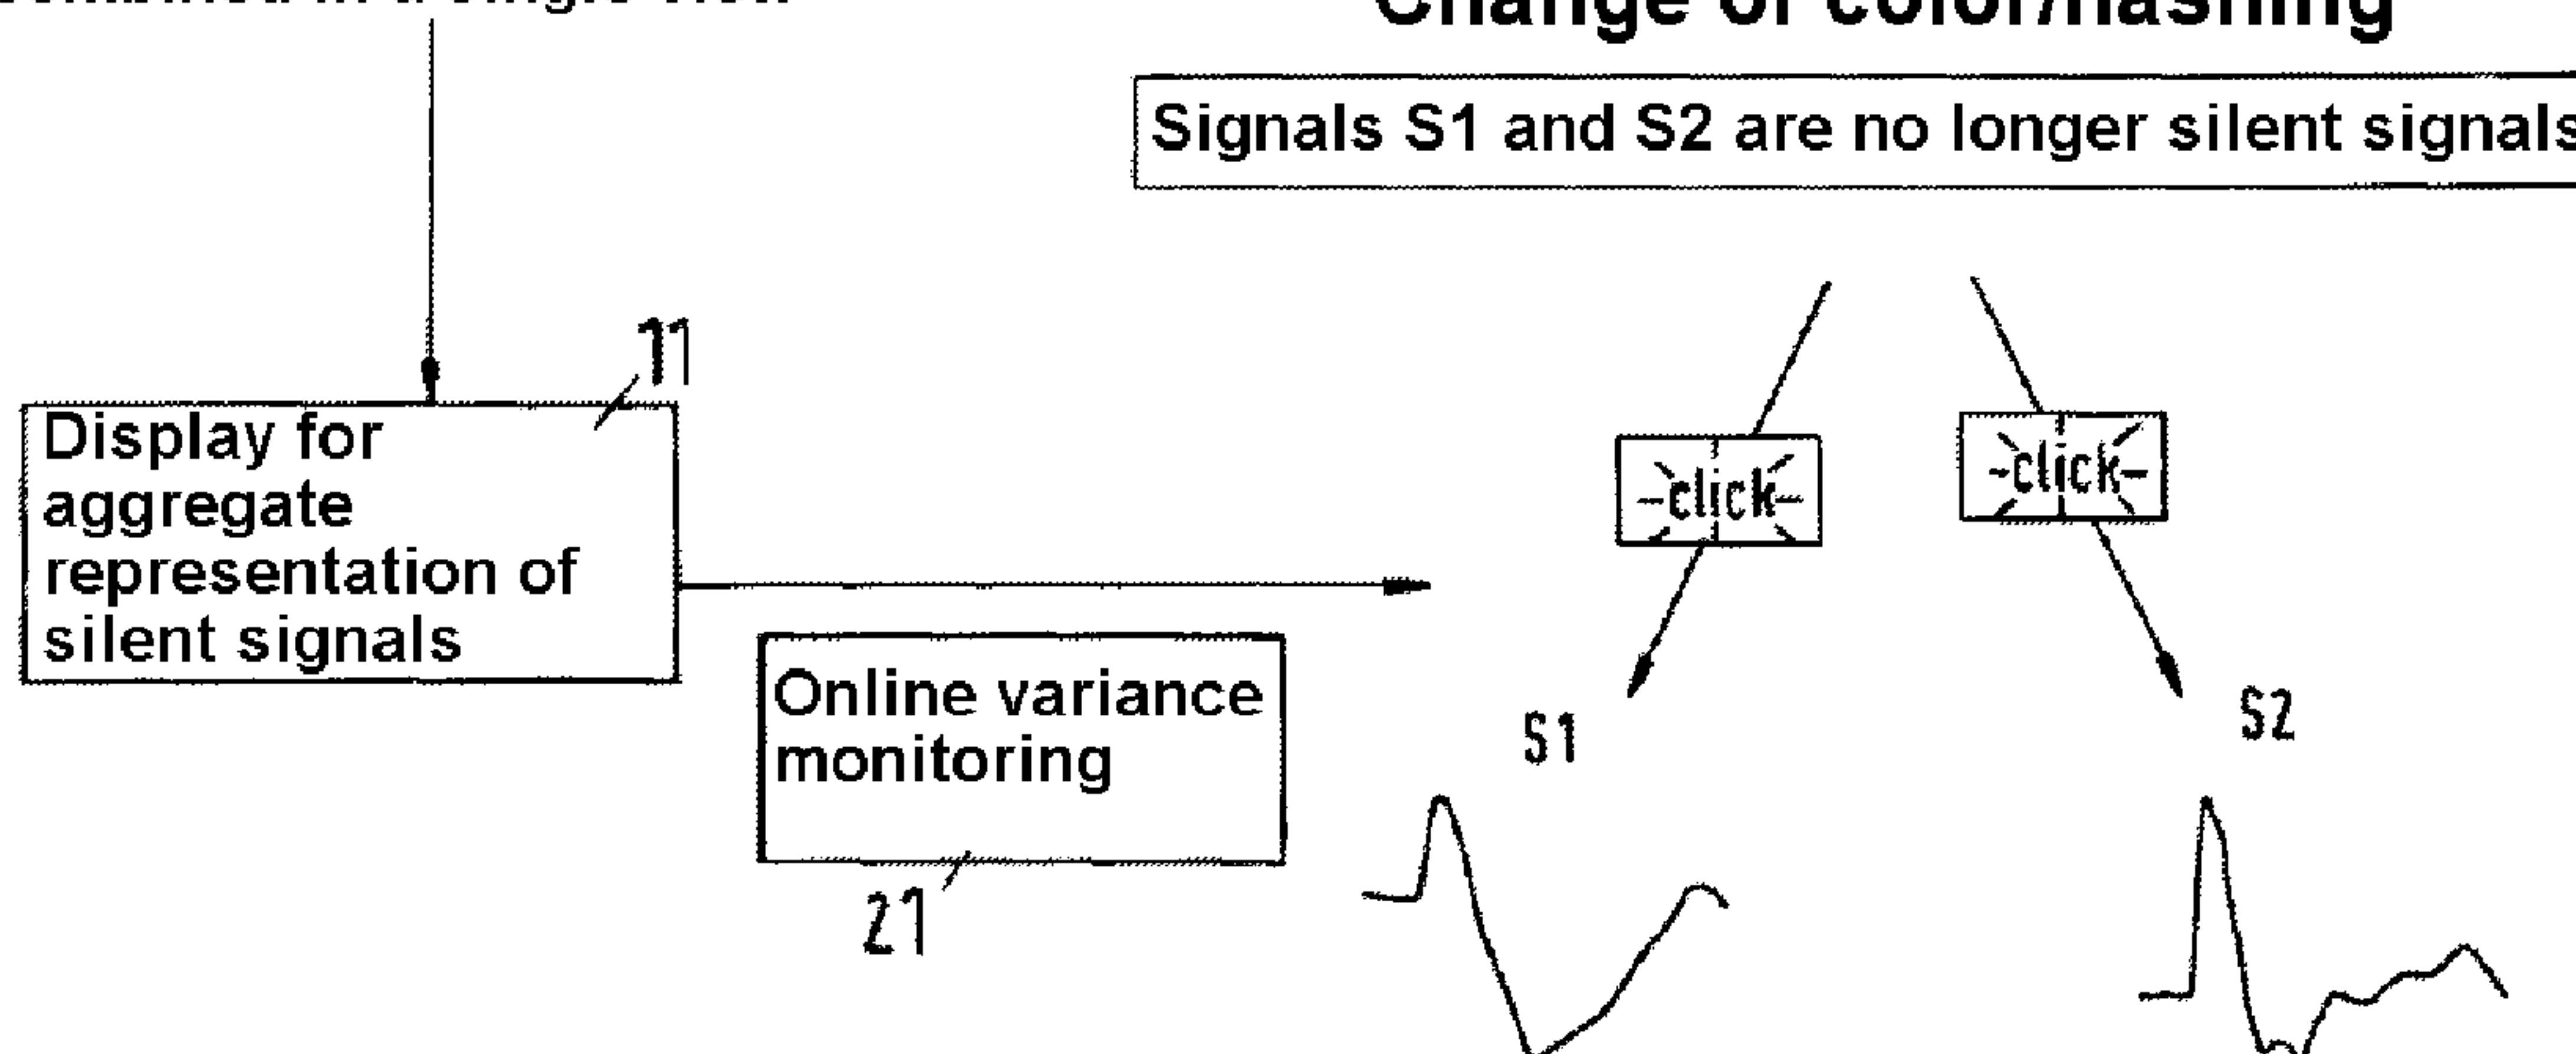 Change of color/flashing
Signals S1 and S2 are no longer silent signals
11
Display for
aggregate
representation of
silent signals
click
click
Online variance
monitoring
21
S1
S2